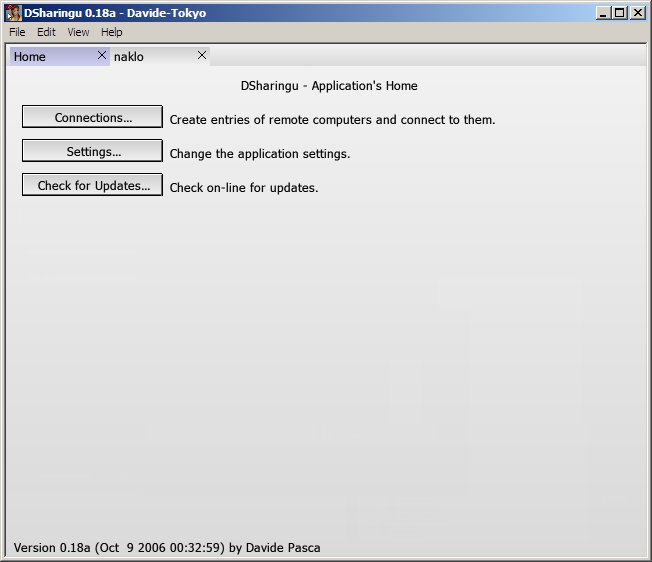 DSharingu 0.18a - Davide-Tokyo
File Edit View Help
Home naklo
DSharingu - Application's Home
Connections... Create entries of remote computers and connect to them.
Settings... Change the application settings.
Check for Updates... Check on-line for updates.
Version 0.18a (Oct  9 2006 00:32:59) by Davide Pasca